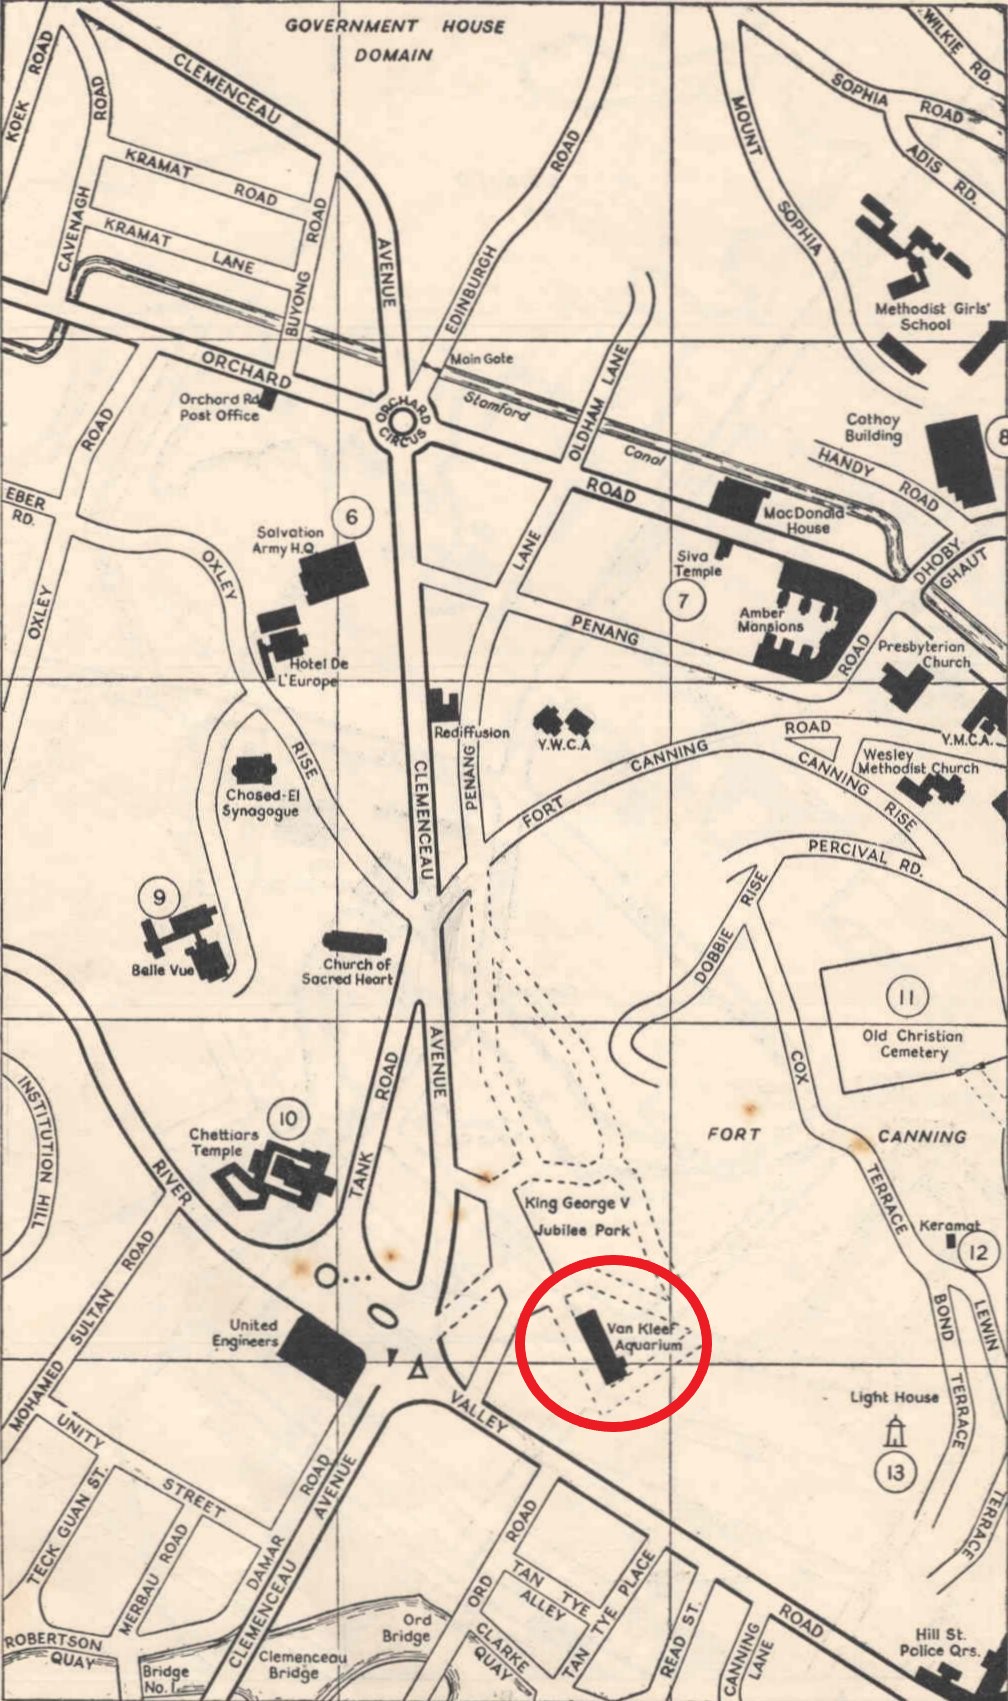 GOVERNMENT HOUSE
DOMAIN
WILKIE RD.
KOEK ROAD
ROAD
CLEMENCEAU
SOPHIA ROAD
ADIS RD.
MOUNT
SOPHIA
KRAMAT ROAD
KRAMAT LANE
CAVENAGH
BUYONG
ROAD
AVENUE
EDINBURGH
ROAD
Methodist Girls'
School
ORCHARD
Orchard Rd
Post Office
Main Gate
ORCHARD
CIRCUS
Stamford
Canal
OLDHAM LANE
Cathay
Building
8
HANDY ROAD
ROAD
EBER
RD.
ROAD
6
Salvation
Army H.Q.
OXLEY
OXLEY
LANE
ROAD
MacDonald
House
DHOBY
GHAUT
Siva
Temple
7
Amber
Mansions
PENANG
ROAD
Presbyterian
Church
Hotel De
L'Europe
Rediffusion
Y.W.C.A
Y.M.C.A.
RISE
Chased-El
Synagogue
CLEMENCEAU
PENANG
FORT
CANNING
ROAD
CANNING
RISE
Wesley
Methodist Church
PERCIVAL RD.
9
Belle Vue
Church of
Sacred Heart
DOBBIE
RISE
11
Old Christian
Cemetery
INSTITUTION HILL
AVENUE
ROAD
TANK
COX
TERRACE
FORT CANNING
10
Chettiars
Temple
RIVER
King George V
Jubilee Park
Keramat
12
MOHAMED SULTAN ROAD
United
Engineers
Van Kleef
Aquarium
BOND
TERRACE
LEWIN
TERRACE
Light House
13
VALLEY
UNITY
STREET
TECK GUAN ST.
MERBAU ROAD
DAMAR
ROAD
CLEMENCEAU
AVENUE
ORD
ROAD
TAN TYE
ALLEY
TAN TYE PLACE
CLARKE
QUAY
READ ST.
CANNING
LANE
ROAD
ROBERTSON
QUAY
Bridge
No. I.
Clemenceau
Bridge
Ord
Bridge
Hill St.
Police Qrs.